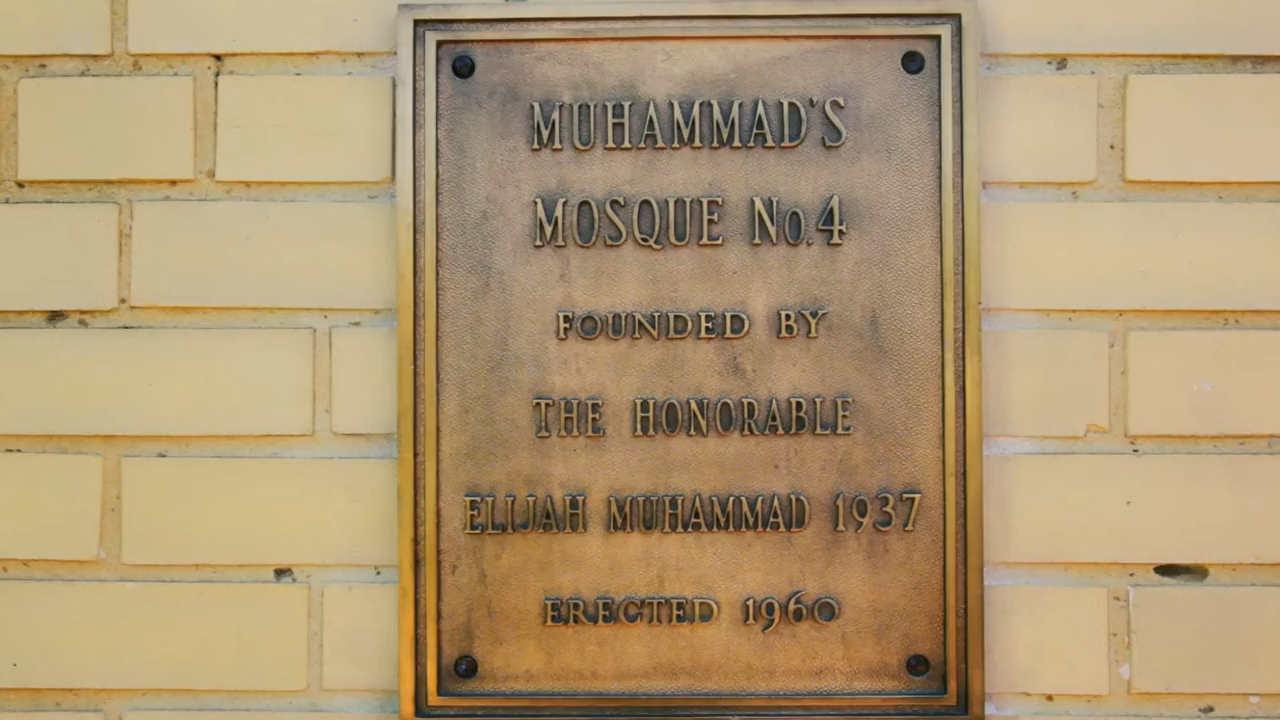 MUHAMMAD'S
MOSQUE No.4
FOUNDED BY
THE HONORABLE
ELIJAH MUHAMMAD 1937
ERECTED 1960